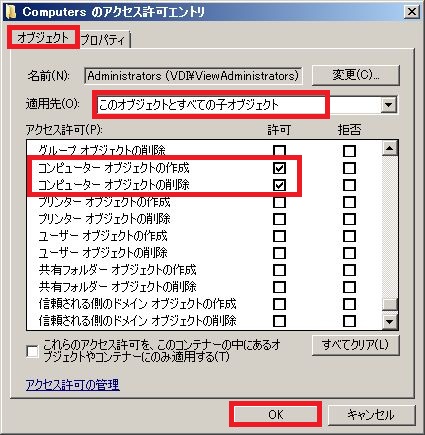 Computers のアクセス許可エントリ
オブジェクト プロパティ
名前(N): Administrators (VDI¥ViewAdministrators) 変更(C)...
適用先(O): このオブジェクトとすべての子オブジェクト
アクセス許可(P): 許可 拒否
グループ オブジェクトの削除
コンピューター オブジェクトの作成
コンピューター オブジェクトの削除
プリンター オブジェクトの作成
プリンター オブジェクトの削除
ユーザー オブジェクトの作成
ユーザー オブジェクトの削除
共有フォルダー オブジェクトの作成
共有フォルダー オブジェクトの削除
信頼される側のドメイン オブジェクトの作成
信頼される側のドメイン オブジェクトの削除
これらのアクセス許可を、このコンテナーの中にあるオ すべてクリア(L)
ブジェクトやコンテナーにのみ適用する(T)
アクセス許可の管理
OK キャンセル